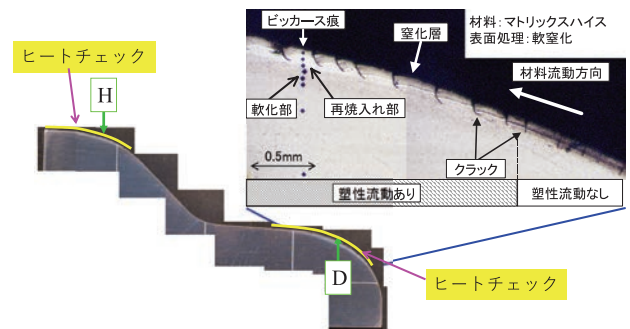 ヒートチェック
H
D
ヒートチェック
ビッカース痕
窒化層
材料：マトリックスハイス
表面処理：軟窒化
材料流動方向
軟化部
再焼入れ部
クラック
0.5mm
塑性流動あり
塑性流動なし